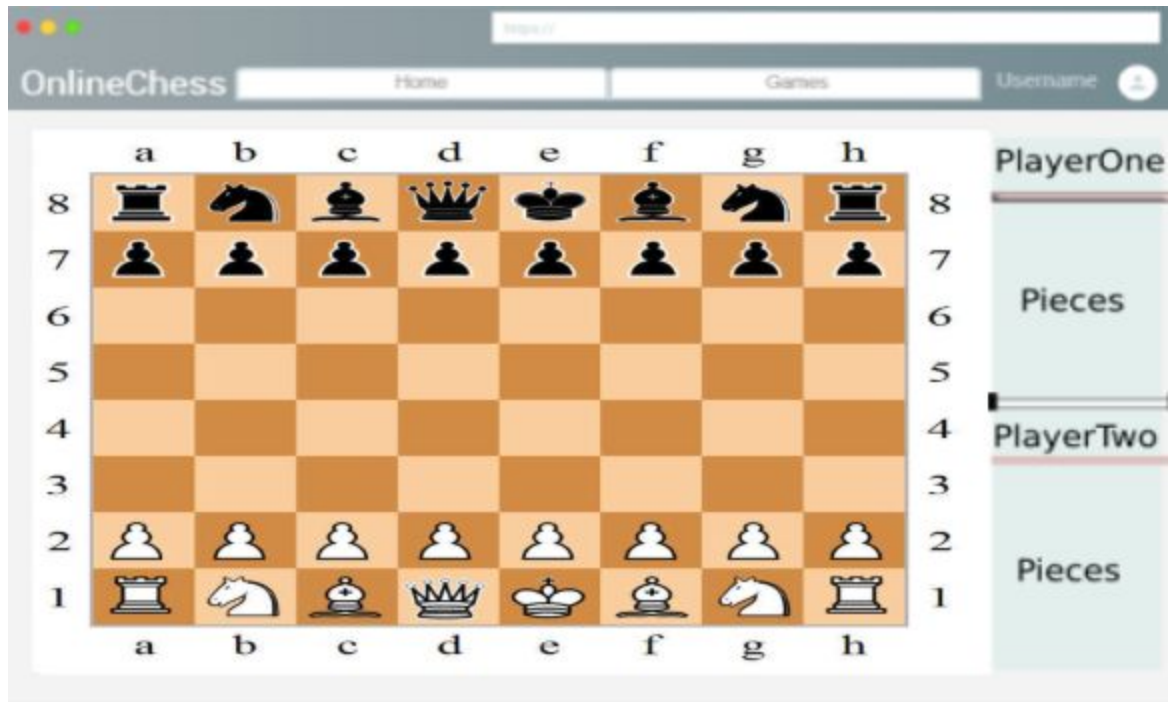 https://
OnlineChess Home Games Username
a b c d e f g h
PlayerOne
8 8
7 7
6 6
Pieces
5 5
4 4
PlayerTwo
3 3
2 2
Pieces
1 1
a b c d e f g h